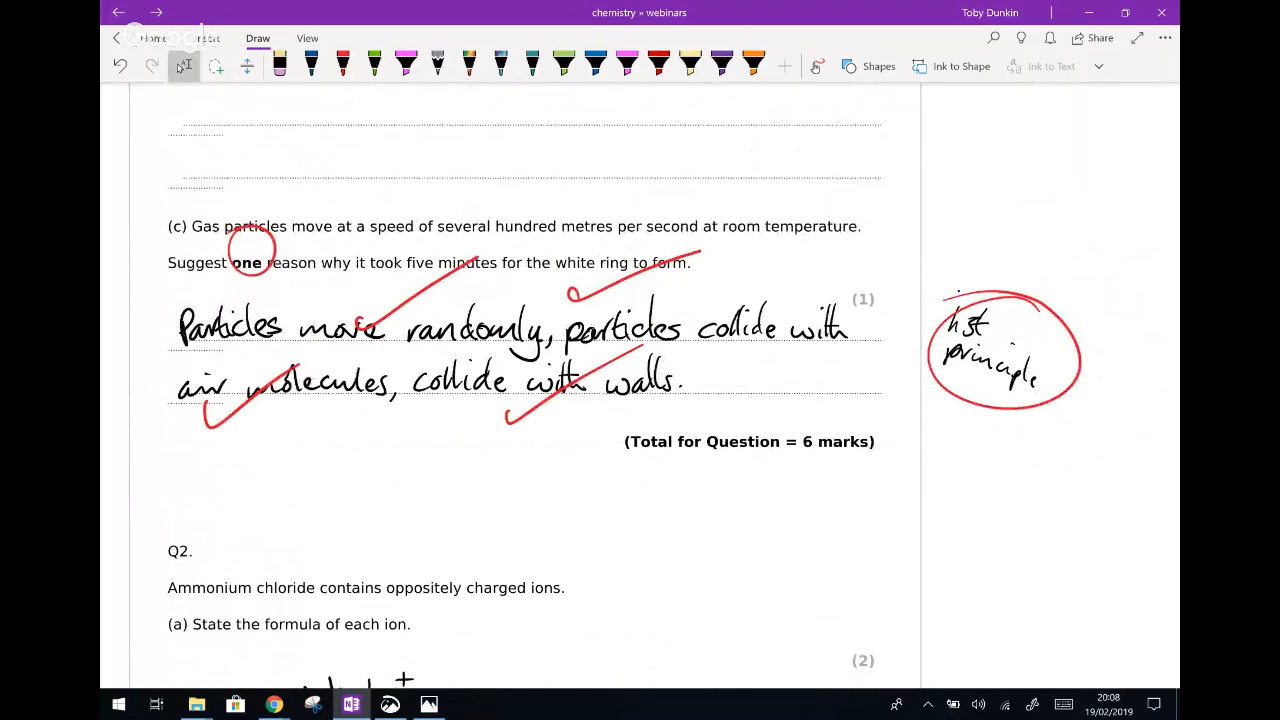 chemistry » webinars
Toby Dunkin
Google
Home Insert Draw View
Share
Shapes Ink to Shape Ink to Text
(c) Gas particles move at a speed of several hundred metres per second at room temperature.
Suggest one reason why it took five minutes for the white ring to form.
(1)
Particles move randomly, particles collide with
air molecules, collide with walls.
list
principle
(Total for Question = 6 marks)
Q2.
Ammonium chloride contains oppositely charged ions.
(a) State the formula of each ion.
(2)
+
20:08
19/02/2019